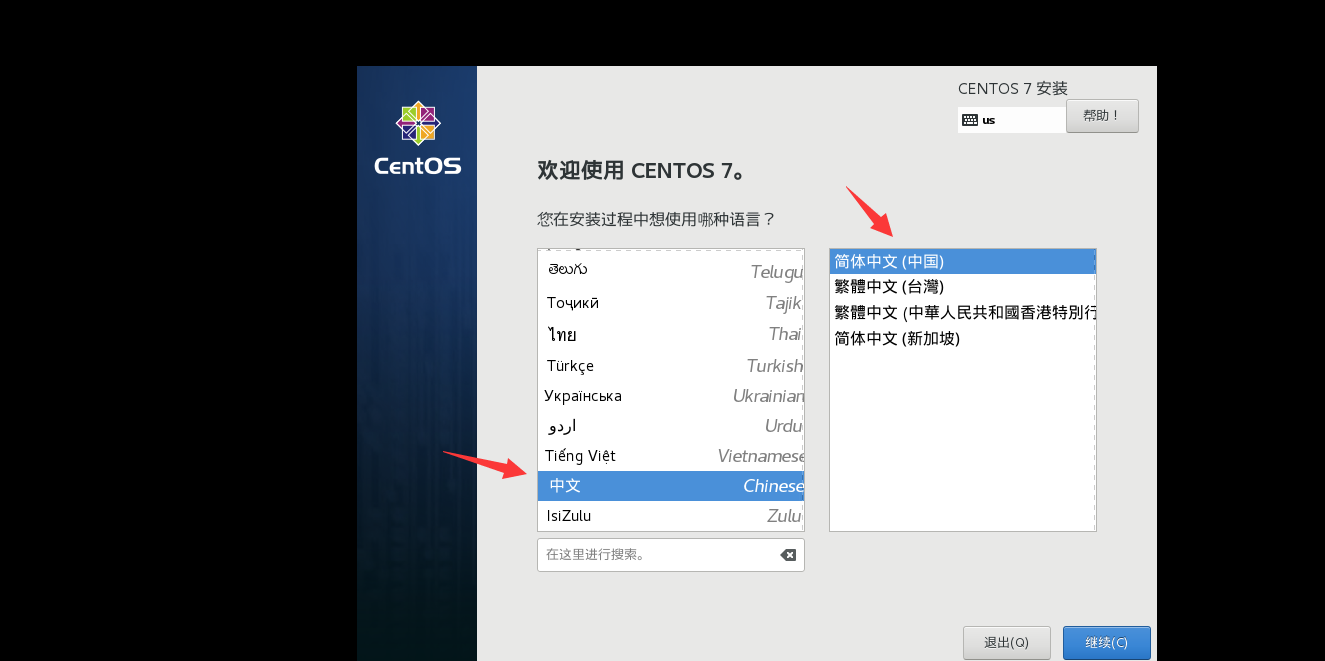 CENTOS 7 安装
us
帮助！
CentOS
欢迎使用 CENTOS 7。
您在安装过程中想使用哪种语言？
తెలుగు Telugu
Тоҷикӣ Tajik
ไทย Thai
Türkçe Turkish
Українська Ukrainian
اردو Urdu
Tiếng Việt Vietnamese
中文 Chinese
IsiZulu Zulu
在这里进行搜索。
简体中文 (中国)
繁體中文 (台灣)
繁體中文 (中華人民共和國香港特別行
简体中文 (新加坡)
退出(Q)
继续(C)